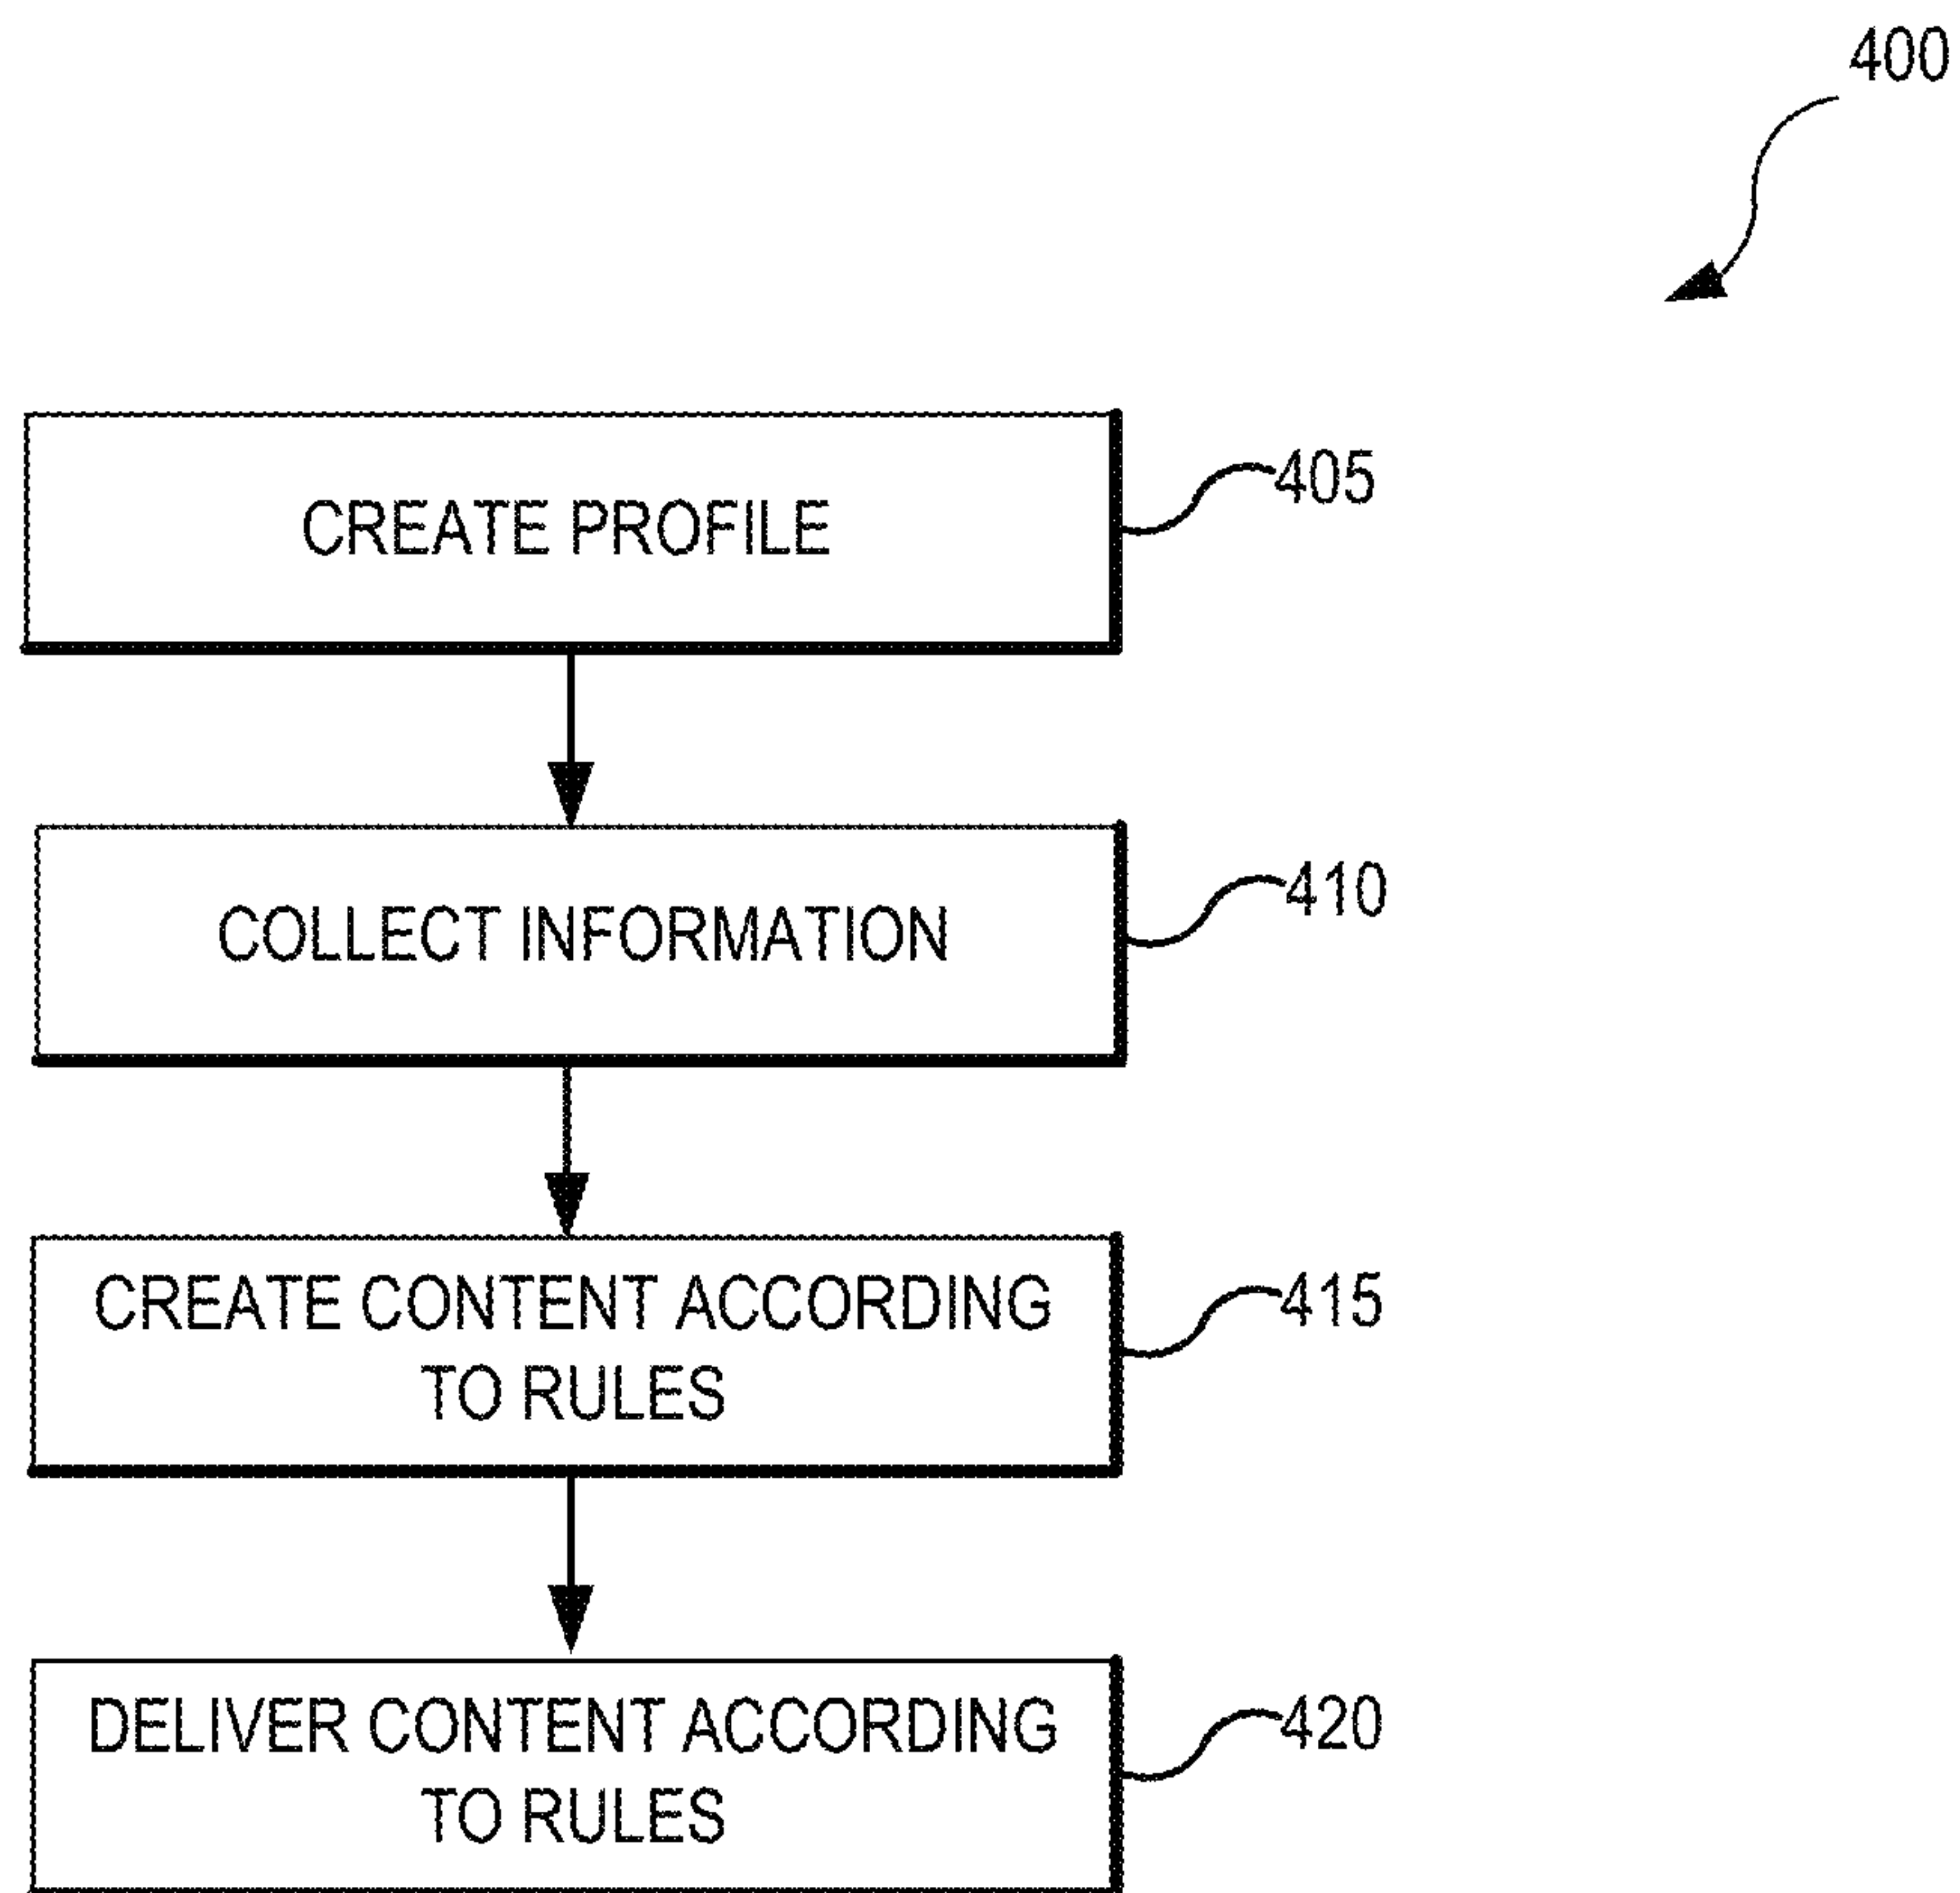 400
CREATE PROFILE
405
COLLECT INFORMATION
410
CREATE CONTENT ACCORDING
TO RULES
415
DELIVER CONTENT ACCORDING
TO RULES
420